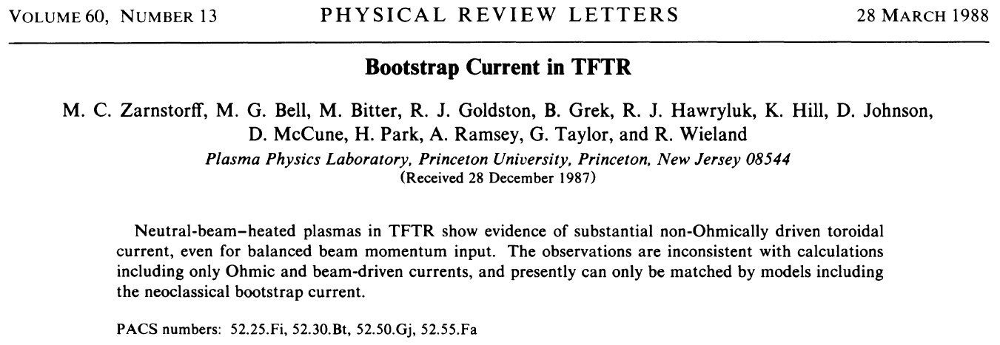 VOLUME 60, NUMBER 13 PHYSICAL REVIEW LETTERS 28 MARCH 1988
Bootstrap Current in TFTR
M. C. Zarnstorff, M. G. Bell, M. Bitter, R. J. Goldston, B. Grek, R. J. Hawryluk, K. Hill, D. Johnson,
D. McCune, H. Park, A. Ramsey, G. Taylor, and R. Wieland
Plasma Physics Laboratory, Princeton University, Princeton, New Jersey 08544
(Received 28 December 1987)
Neutral-beam–heated plasmas in TFTR show evidence of substantial non-Ohmically driven toroidal
current, even for balanced beam momentum input. The observations are inconsistent with calculations
including only Ohmic and beam-driven currents, and presently can only be matched by models including
the neoclassical bootstrap current.
PACS numbers: 52.25.Fi, 52.30.Bt, 52.50.Gj, 52.55.Fa